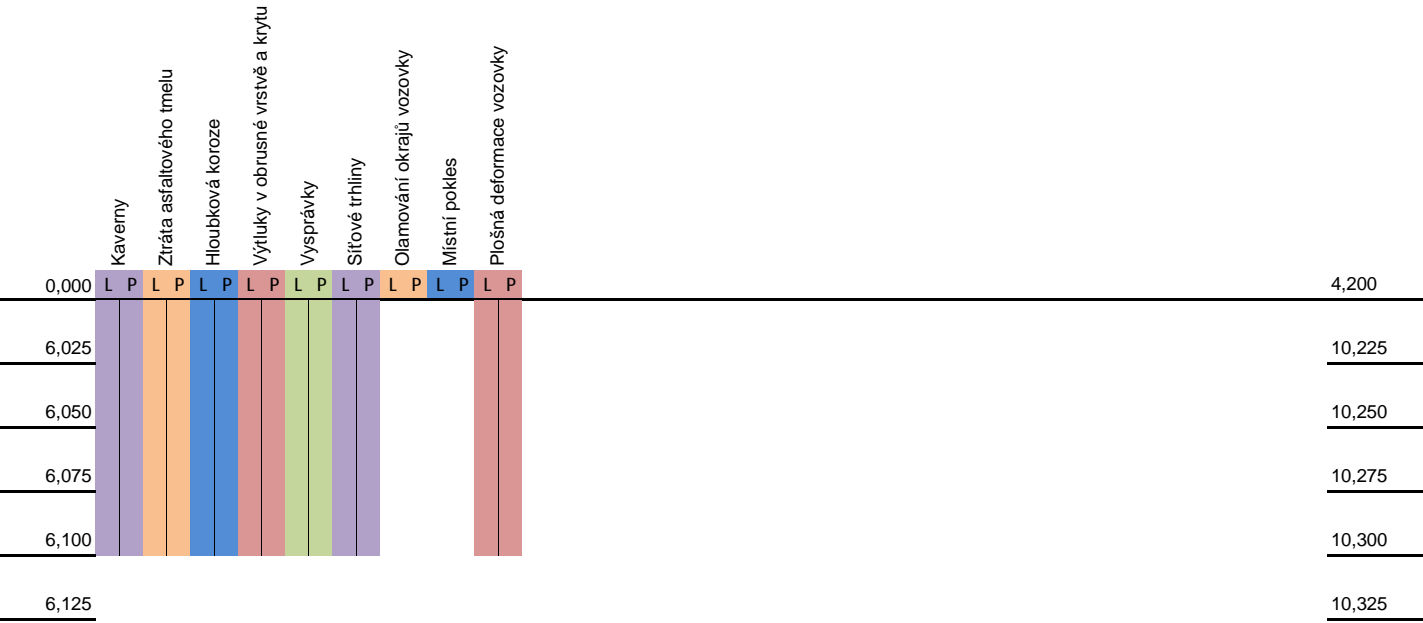 Kaverny
Ztráta asfaltového tmelu
Hloubková koroze
Výtluky v obrusné vrstvě a krytu
Vysprávky
Síťové trhliny
Olamování okrajů vozovky
Místní pokles
Plošná deformace vozovky
0,000 L P L P L P L P L P L P L P L P L P 4,200
6,025 10,225
6,050 10,250
6,075 10,275
6,100 10,300
6,125 10,325